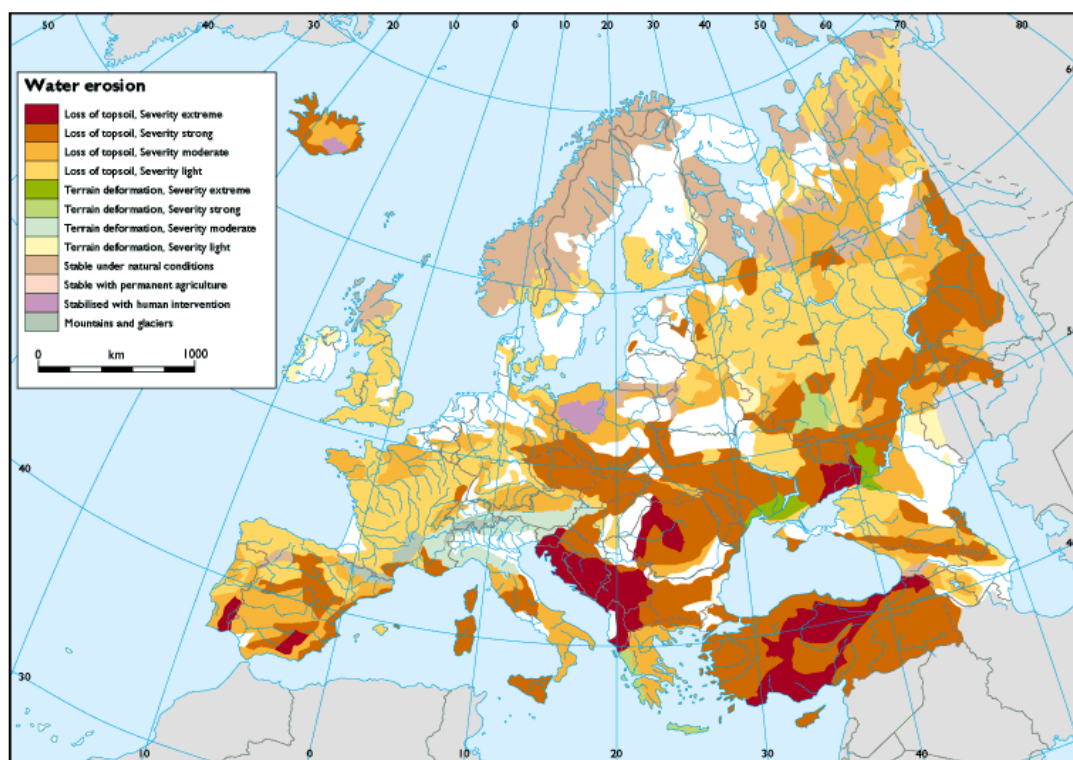 50
40
30
20
10
0
10
20
30
40
50
60
70
80
60
Water erosion
Loss of topsoil, Severity extreme
Loss of topsoil, Severity strong
Loss of topsoil, Severity moderate
Loss of topsoil, Severity light
Terrain deformation, Severity extreme
Terrain deformation, Severity strong
Terrain deformation, Severity moderate
Terrain deformation, Severity light
Stable under natural conditions
Stable with permanent agriculture
Stabilised with human intervention
Mountains and glaciers
0 km 1000
50
50
40
40
30
10
0
10
20
30
40